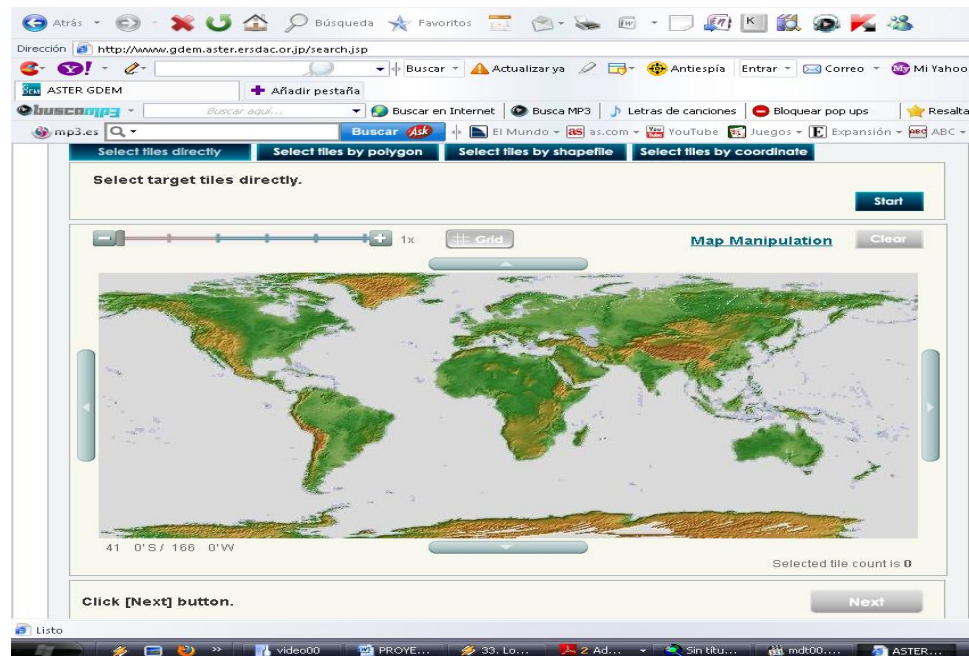 Atrás Búsqueda Favoritos
Dirección http://www.gdem.aster.ersdac.or.jp/search.jsp
Buscar Actualizar ya Antiespía Entrar Correo Mi Yahoo
ASTER GDEM Añadir pestaña
buscamp3 Buscar aquí... Buscar en Internet Busca MP3 Letras de canciones Bloquear pop ups Resalta
mp3.es Buscar Ask El Mundo as as.com YouTube Juegos E Expansión ABC ABC
Select tiles directly Select tiles by polygon Select tiles by shapefile Select tiles by coordinate
Select target tiles directly.
Start
1x Grid Map Manipulation Clear
41 0'S / 166 0'W
Selected tile count is 0
Click [Next] button.
Next
Listo
» video00 PROYE... 33. Lo... 2 Ad... Sin títu... mdt00.... ASTER...